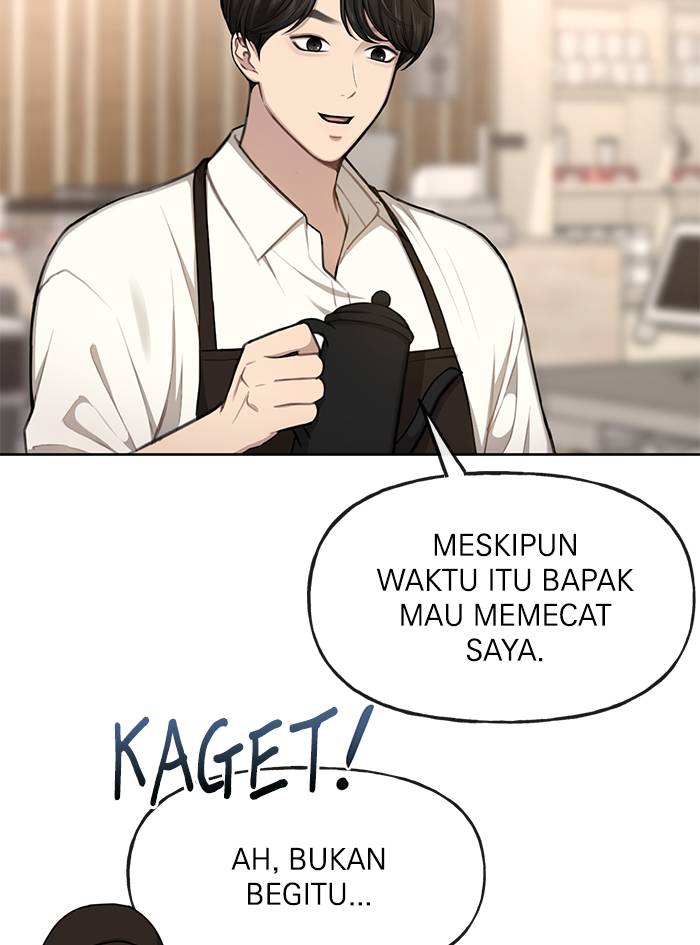 MESKIPUN
WAKTU ITU BAPAK
MAU MEMECAT
SAYA.
KAGET!
AH, BUKAN
BEGITU...